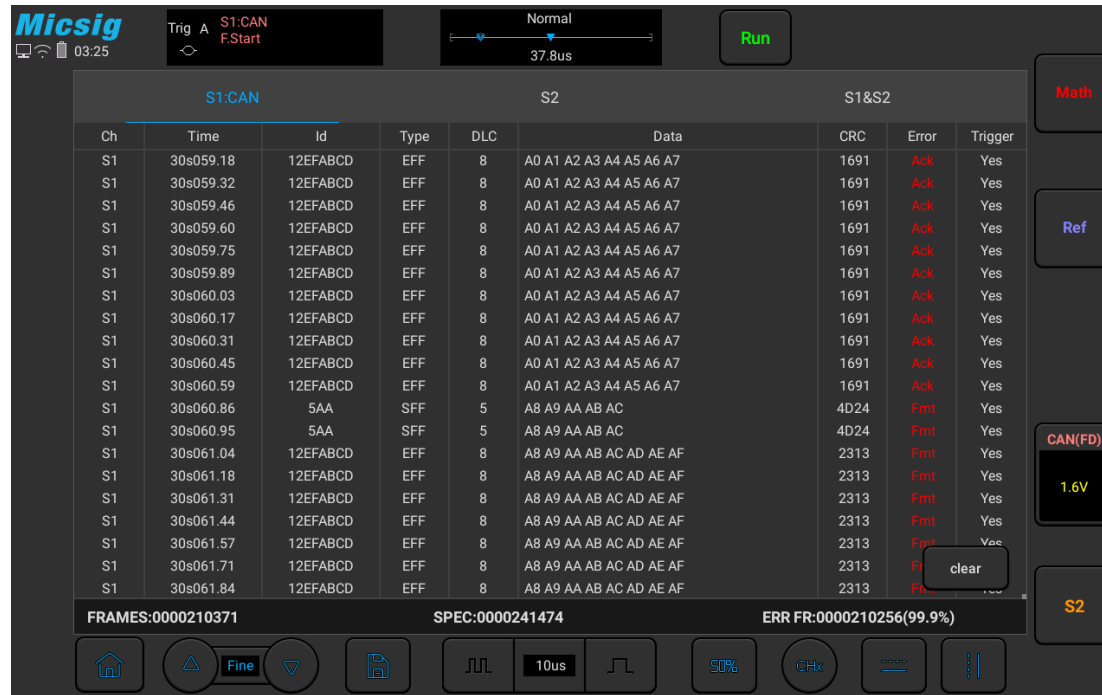 Micsig
Trig A S1:CAN
F.Start
Normal
37.8us
Run
03:25
S1:CAN S2 S1&S2
Math
Ch Time Id Type DLC Data CRC Error Trigger
S1 30s059.18 12EFABCD EFF 8 A0 A1 A2 A3 A4 A5 A6 A7 1691 Ack Yes
S1 30s059.32 12EFABCD EFF 8 A0 A1 A2 A3 A4 A5 A6 A7 1691 Ack Yes
S1 30s059.46 12EFABCD EFF 8 A0 A1 A2 A3 A4 A5 A6 A7 1691 Ack Yes
S1 30s059.60 12EFABCD EFF 8 A0 A1 A2 A3 A4 A5 A6 A7 1691 Ack Yes
Ref
S1 30s059.75 12EFABCD EFF 8 A0 A1 A2 A3 A4 A5 A6 A7 1691 Ack Yes
S1 30s059.89 12EFABCD EFF 8 A0 A1 A2 A3 A4 A5 A6 A7 1691 Ack Yes
S1 30s060.03 12EFABCD EFF 8 A0 A1 A2 A3 A4 A5 A6 A7 1691 Ack Yes
S1 30s060.17 12EFABCD EFF 8 A0 A1 A2 A3 A4 A5 A6 A7 1691 Ack Yes
S1 30s060.31 12EFABCD EFF 8 A0 A1 A2 A3 A4 A5 A6 A7 1691 Ack Yes
S1 30s060.45 12EFABCD EFF 8 A0 A1 A2 A3 A4 A5 A6 A7 1691 Ack Yes
S1 30s060.59 12EFABCD EFF 8 A0 A1 A2 A3 A4 A5 A6 A7 1691 Ack Yes
S1 30s060.86 5AA SFF 5 A8 A9 AA AB AC 4D24 Fmt Yes
S1 30s060.95 5AA SFF 5 A8 A9 AA AB AC 4D24 Fmt Yes
CAN(FD)
S1 30s061.04 12EFABCD EFF 8 A8 A9 AA AB AC AD AE AF 2313 Fmt Yes
S1 30s061.18 12EFABCD EFF 8 A8 A9 AA AB AC AD AE AF 2313 Fmt Yes
1.6V
S1 30s061.31 12EFABCD EFF 8 A8 A9 AA AB AC AD AE AF 2313 Fmt Yes
S1 30s061.44 12EFABCD EFF 8 A8 A9 AA AB AC AD AE AF 2313 Fmt Yes
S1 30s061.57 12EFABCD EFF 8 A8 A9 AA AB AC AD AE AF 2313 Fmt Yes
S1 30s061.71 12EFABCD EFF 8 A8 A9 AA AB AC AD AE AF 2313
clear
S1 30s061.84 12EFABCD EFF 8 A8 A9 AA AB AC AD AE AF 2313
S2
FRAMES:0000210371 SPEC:0000241474 ERR FR:0000210256(99.9%)
Fine 10us 50% CHx